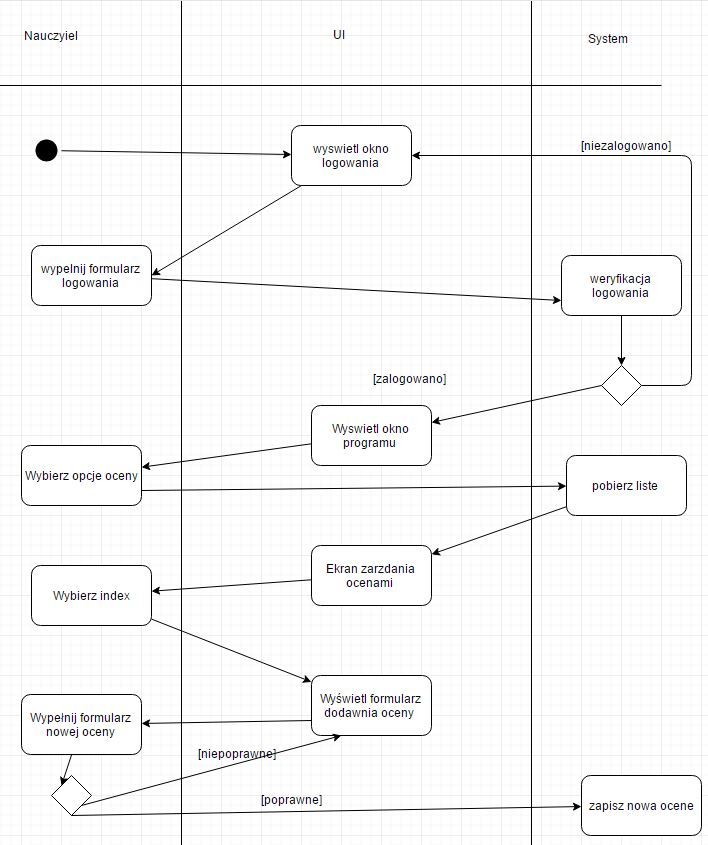 Nauczyiel
UI
System
wyswietl okno
logowania
[niezalogowano]
wypelnij formularz
logowania
weryfikacja
logowania
[zalogowano]
Wyswietl okno
programu
Wybierz opcje oceny
pobierz liste
Ekran zarzdania
ocenami
Wybierz index
Wyświetl formularz
dodawnia oceny
Wypełnij formularz
nowej oceny
[niepoprawne]
[poprawne]
zapisz nowa ocene